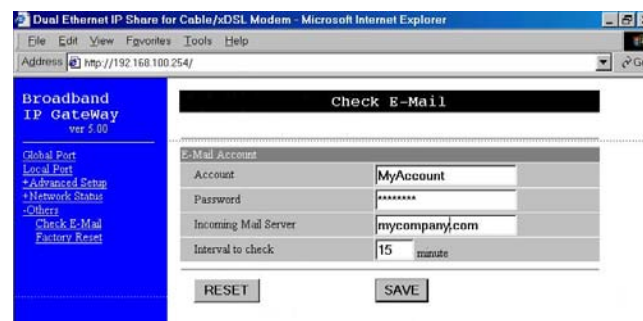 Dual Ethernet IP Share for Cable/xDSL Modem - Microsoft Internet Explorer
File Edit View Favorites Tools Help
Address http://192.168.100.254/
Broadband
IP GateWay
ver 5.00
Global Port
Local Port
+Advanced Setup
+Network Status
-Others
Check E-Mail
Factory Reset
Check E-Mail
E-Mail Account
Account MyAccount
Password ********
Incoming Mail Server mycompany.com
Interval to check 15 minute
RESET SAVE